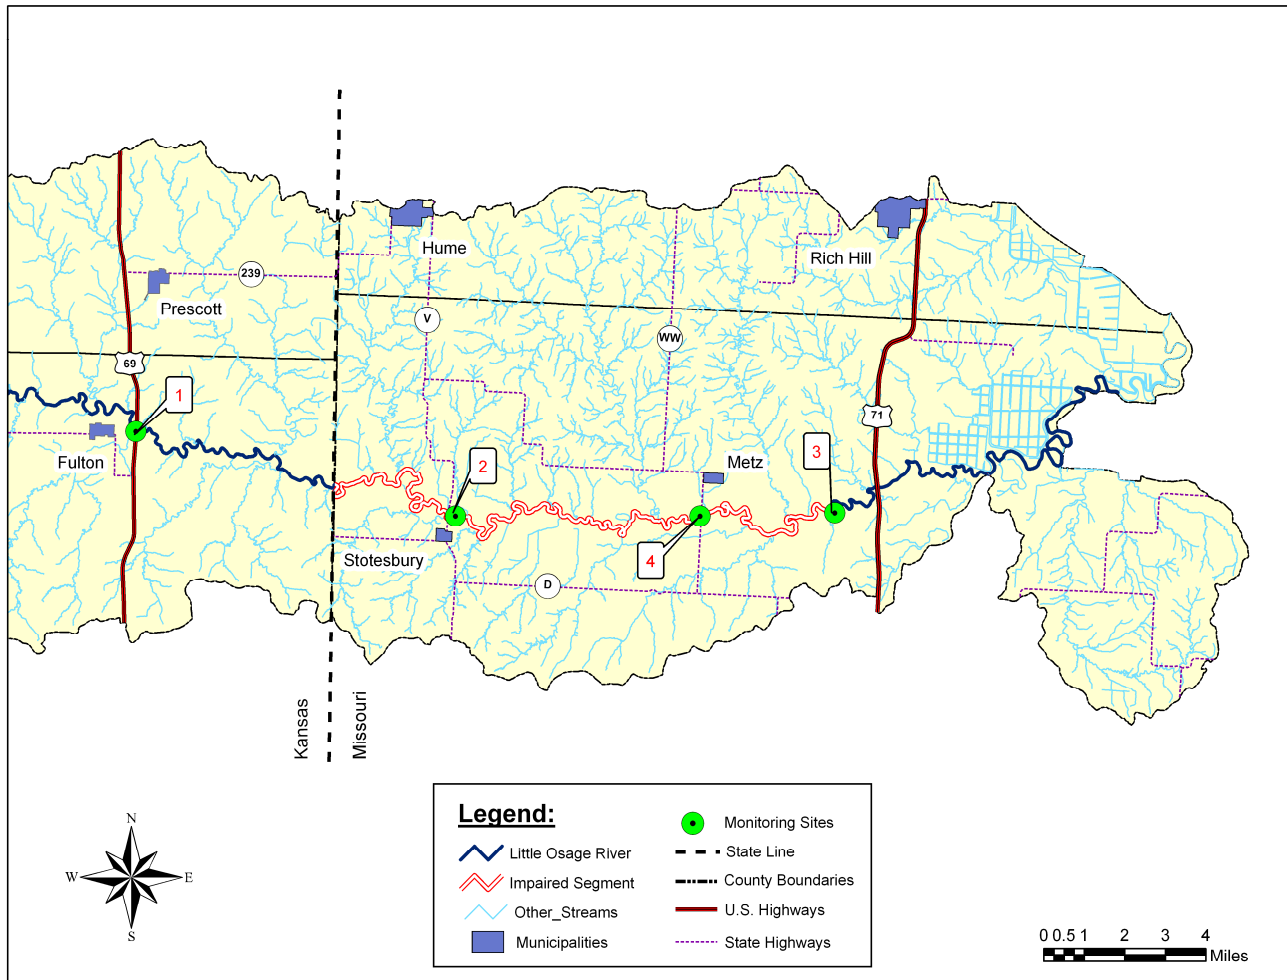 Hume
Rich Hill
239
Prescott
V
WW
69
1
71
Fulton
2
Metz
3
Stotesbury
4
D
Kansas
Missouri
Legend:
Little Osage River
Impaired Segment
Other_Streams
Municipalities
Monitoring Sites
State Line
County Boundaries
U.S. Highways
State Highways
N
W
E
S
0 0.5 1 2 3 4
Miles